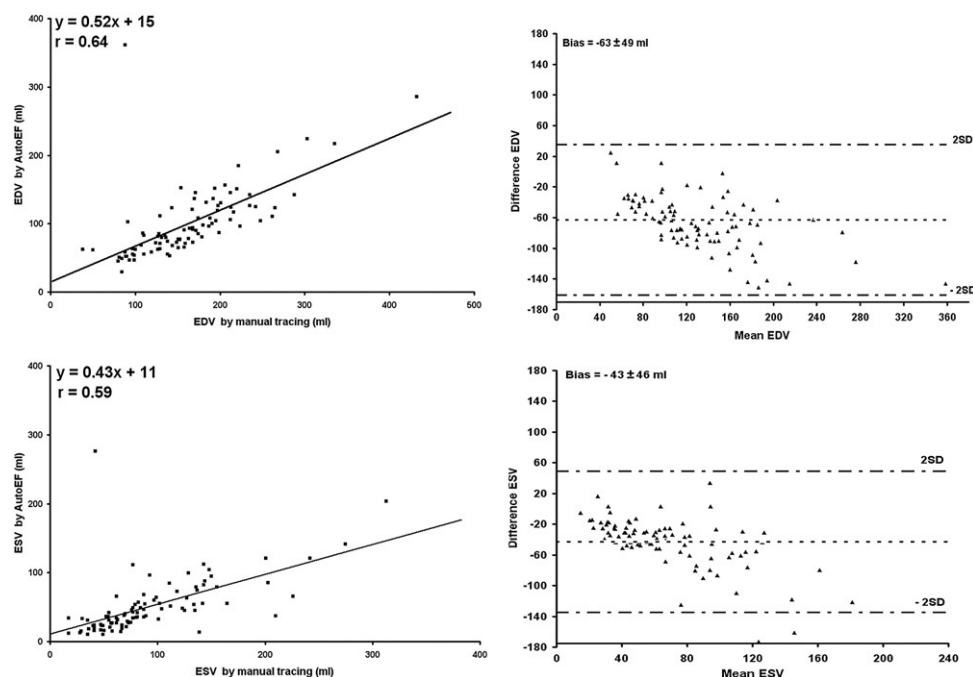 y = 0.52x + 15
r = 0.64
EDV by AutoEF (ml)
400
300
200
100
0
0 100 200 300 400 500
EDV by manual tracing (ml)
Bias = -63 ± 49 ml
Difference EDV
180
140
100
60
20
-20
-60
-100
-140
-180
2SD
- 2SD
0 40 80 120 160 200 240 280 320 360
Mean EDV
y = 0.43x + 11
r = 0.59
ESV by AutoEF (ml)
400
300
200
100
0
0 100 200 300 400
ESV by manual tracing (ml)
Bias = - 43 ± 46 ml
Difference ESV
180
140
100
60
20
-20
-60
-100
-140
-180
2SD
- 2SD
0 40 80 120 160 200 240
Mean ESV